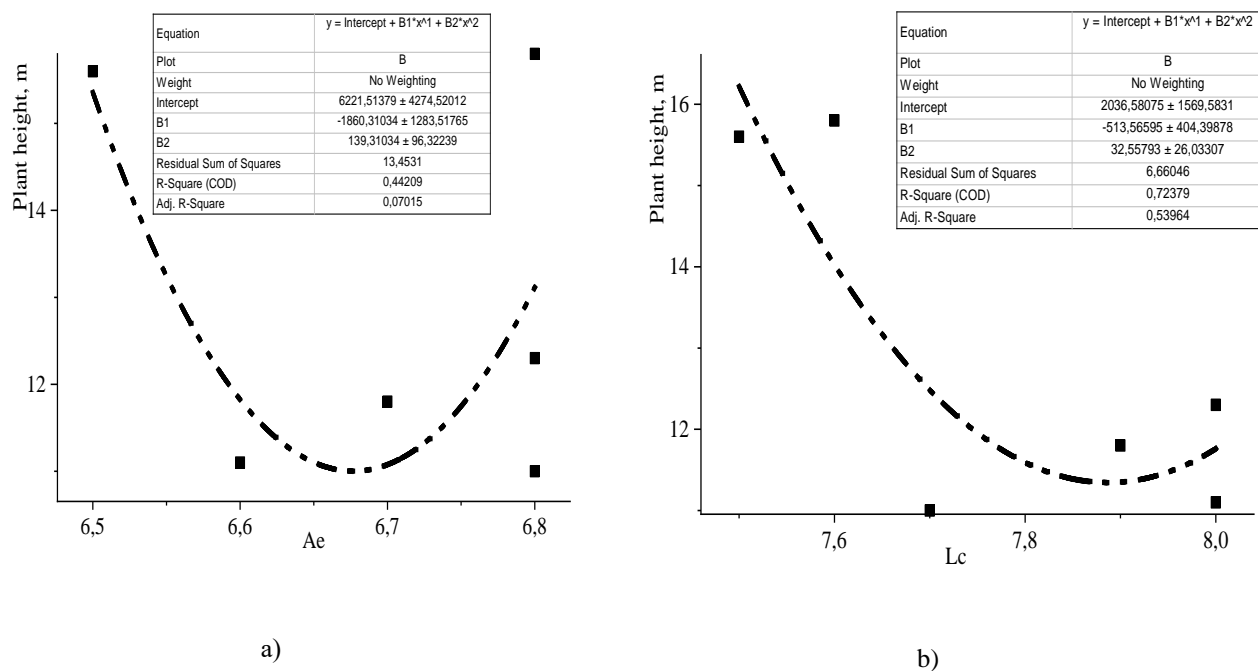 Equation y = Intercept + B1*x^1 + B2*x^2
Plot B
Weight No Weighting
Intercept 6221,51379 ± 4274,52012
B1 -1860,31034 ± 1283,51765
B2 139,31034 ± 96,32239
Residual Sum of Squares 13,4531
R-Square (COD) 0,44209
Adj. R-Square 0,07015
Plant height, m
14
12
6,5 6,6 6,7 6,8
Ae
a)
Equation y = Intercept + B1*x^1 + B2*x^2
Plot B
Weight No Weighting
Intercept 2036,58075 ± 1569,5831
B1 -513,56595 ± 404,39878
B2 32,55793 ± 26,03307
Residual Sum of Squares 6,66046
R-Square (COD) 0,72379
Adj. R-Square 0,53964
Plant height, m
16
14
12
7,6 7,8 8,0
Lc
b)